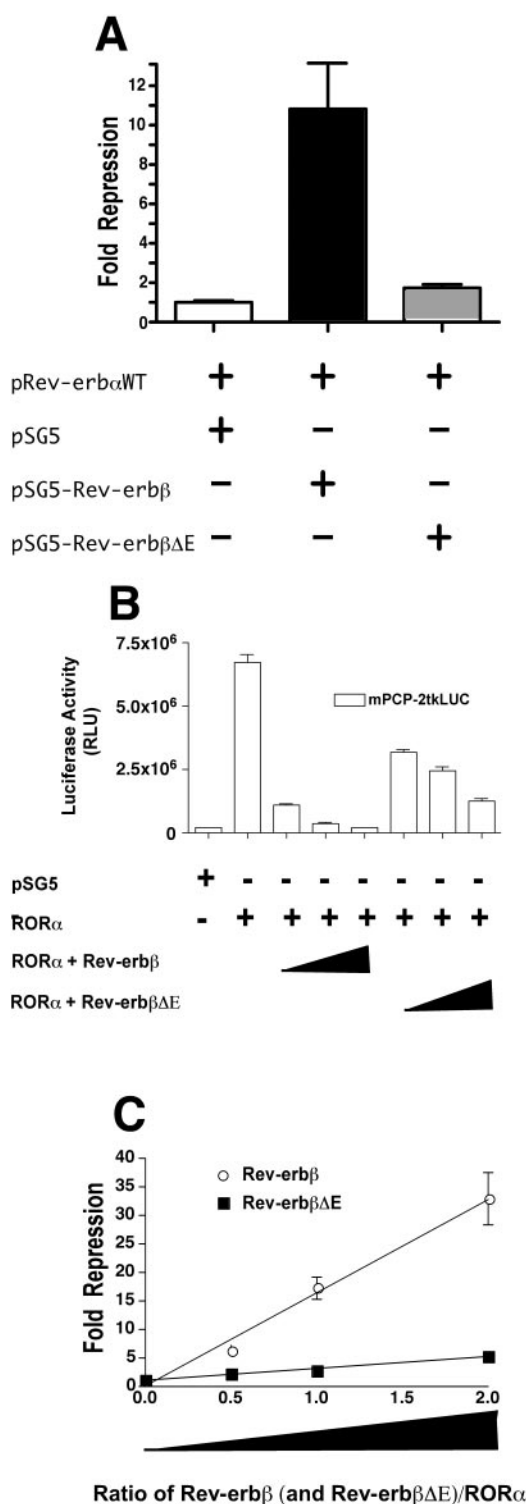 A
Fold Repression
12
10
8
6
4
2
0
pRev-erbαWT + + +
pSG5 + − −
pSG5-Rev-erbβ − + −
pSG5-Rev-erbβΔE − − +
B
Luciferase Activity
(RLU)
7.5x10⁶
5.0x10⁶
2.5x10⁶
0
mPCP-2tkLUC
pSG5 + - - - - - - -
RORα - + + + + + + +
RORα + Rev-erbβ
RORα + Rev-erbβΔE
C
Fold Repression
40
35
30
25
20
15
10
5
0
Rev-erbβ
Rev-erbβΔE
0.0 0.5 1.0 1.5 2.0
Ratio of Rev-erbβ (and Rev-erbβΔE)/RORα